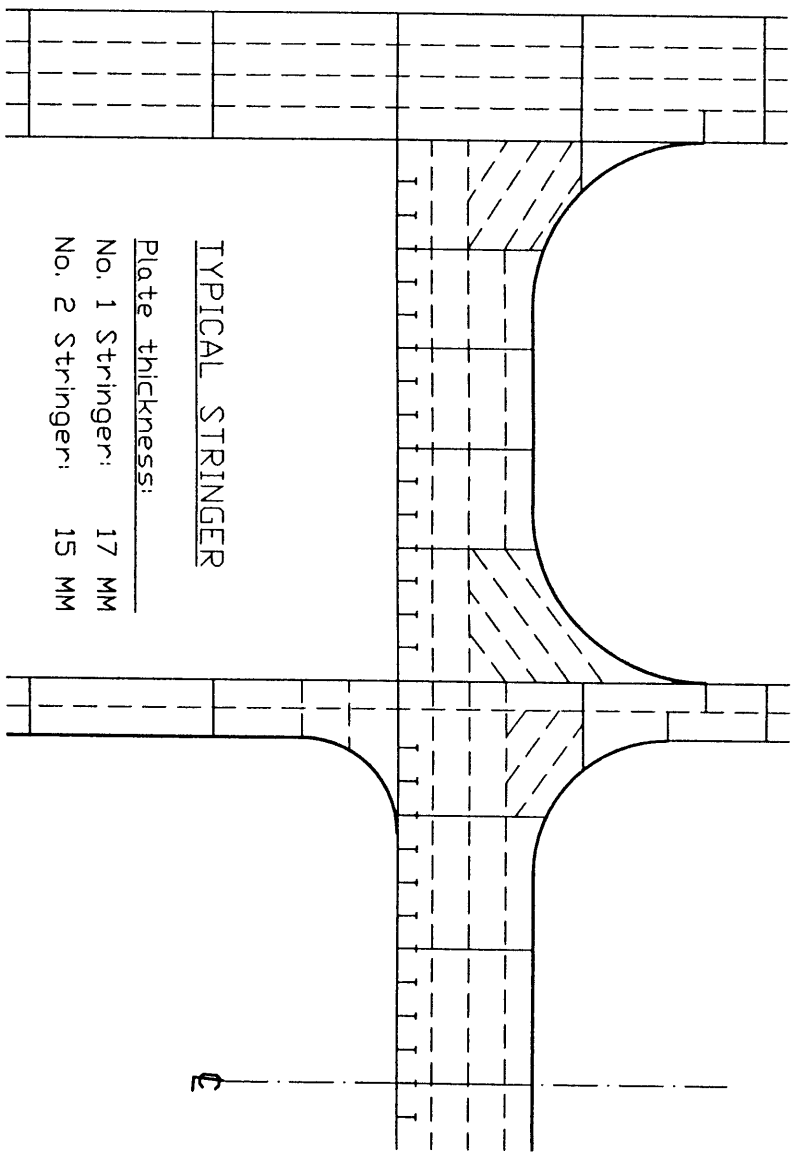 TYPICAL STRINGER
Plate thickness:
No. 1 Stringer: 17 MM
No. 2 Stringer: 15 MM
℄